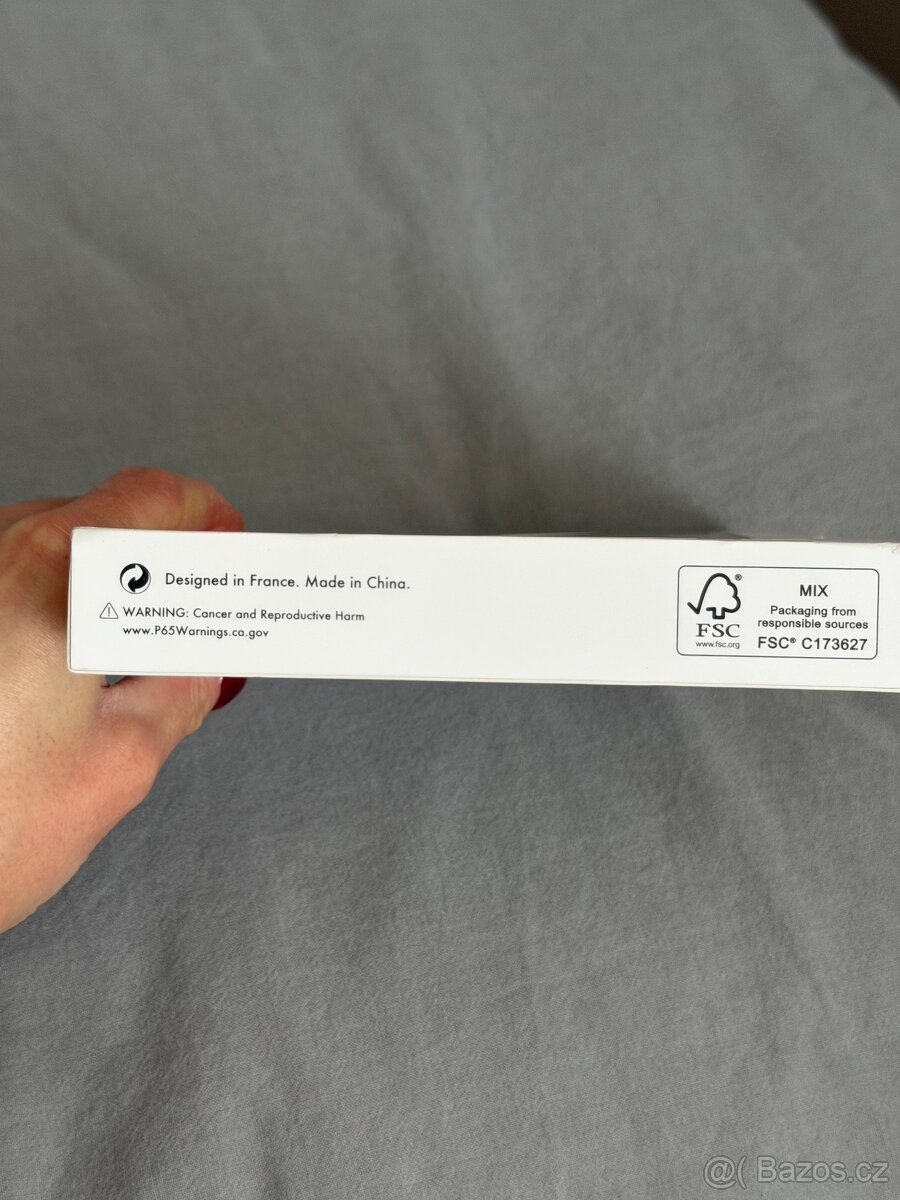 Designed in France. Made in China.
WARNING: Cancer and Reproductive Harm
www.P65Warnings.ca.gov
FSC®
www.fsc.org
MIX
Packaging from
responsible sources
FSC® C173627
@( Bazos.cz